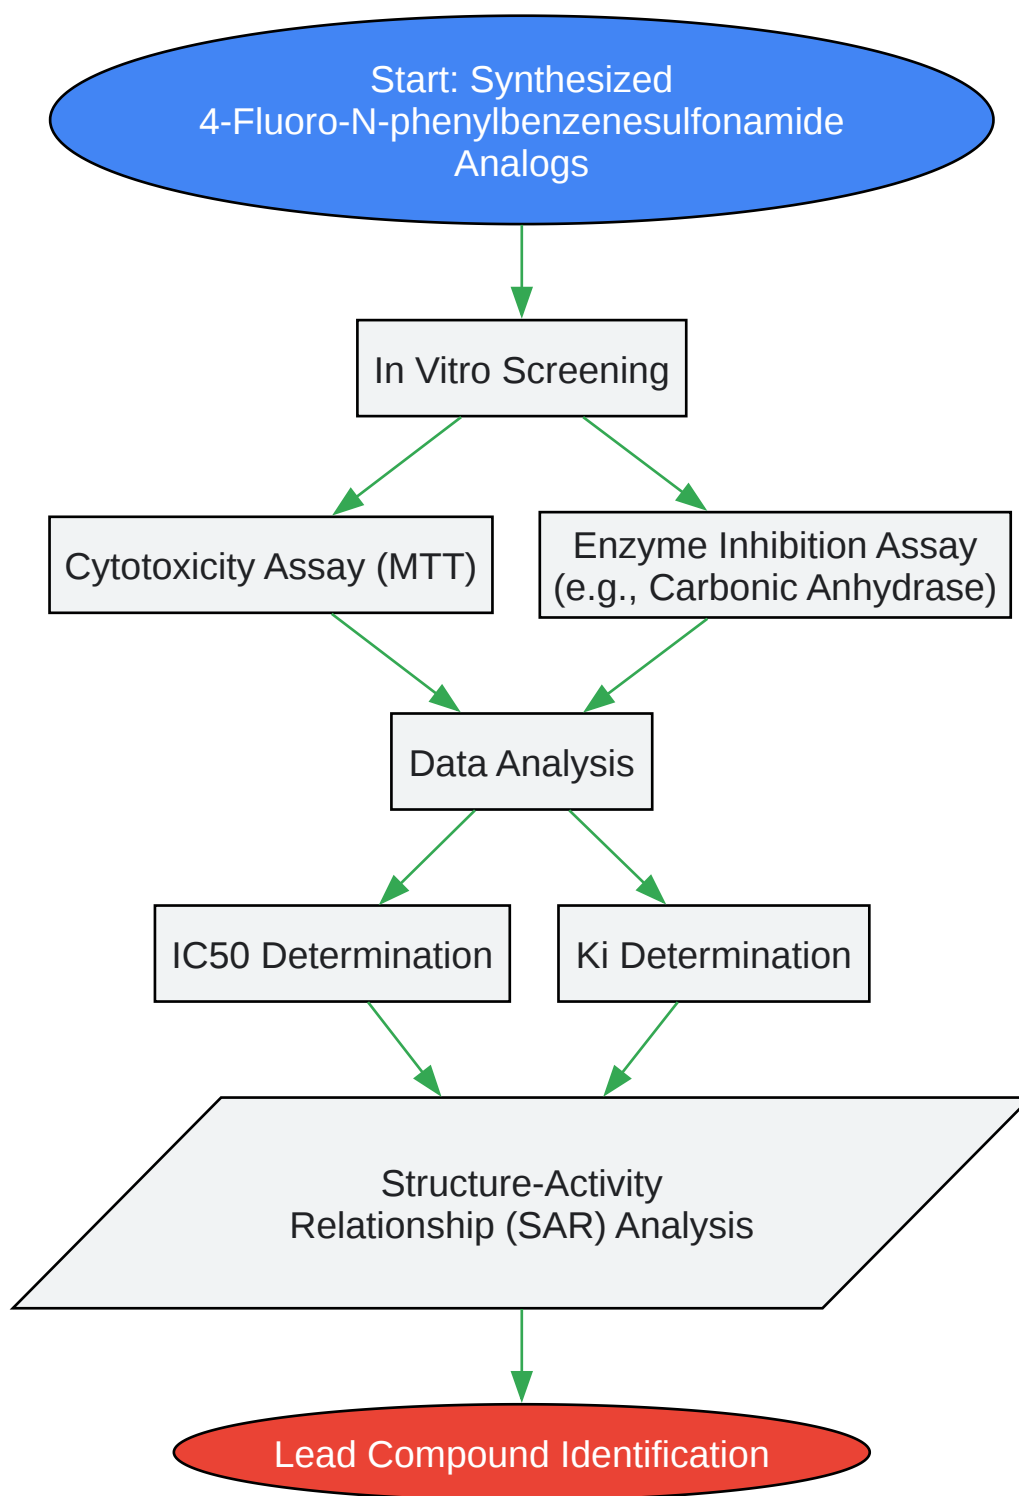 Start: Synthesized
4-Fluoro-N-phenylbenzenesulfonamide
Analogs
In Vitro Screening
Cytotoxicity Assay (MTT)
Enzyme Inhibition Assay
(e.g., Carbonic Anhydrase)
Data Analysis
IC50 Determination
Ki Determination
Structure-Activity
Relationship (SAR) Analysis
Lead Compound Identification